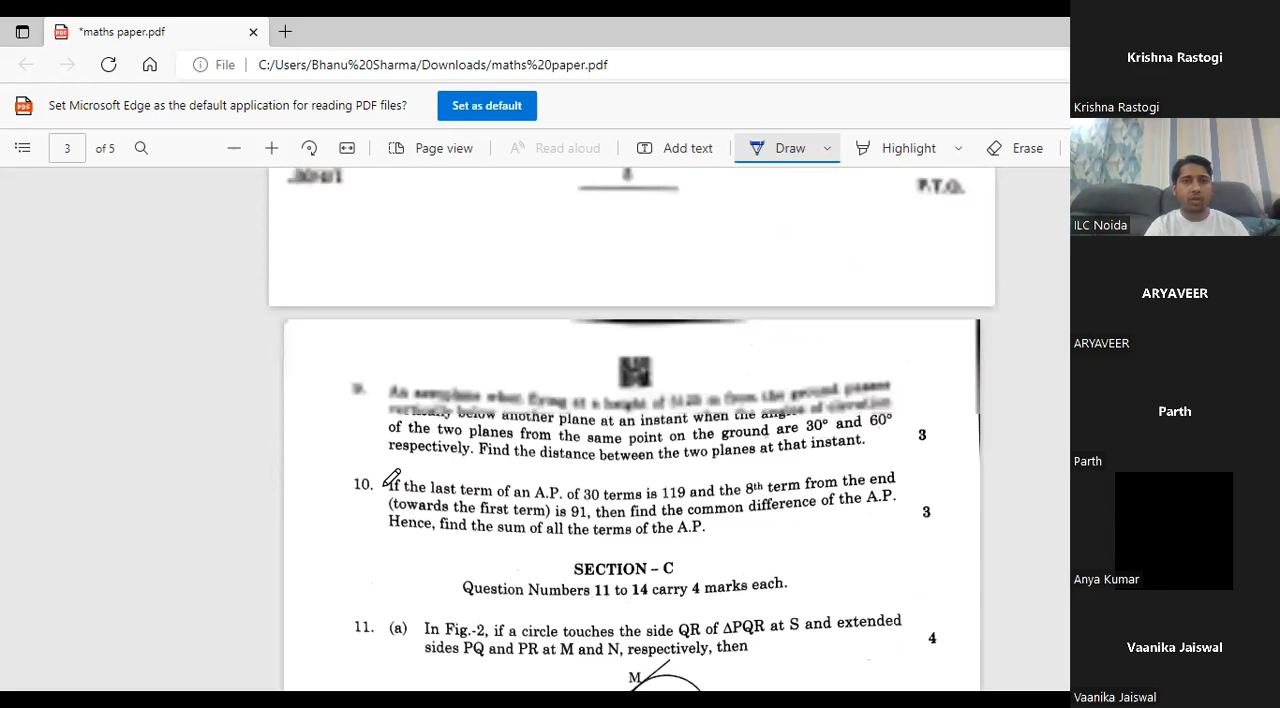 *maths paper.pdf
File C:/Users/Bhanu%20Sharma/Downloads/maths%20paper.pdf
Set Microsoft Edge as the default application for reading PDF files? Set as default
3 of 5 Page view Read aloud Add text Draw Highlight Erase
P.T.O.
9. An aeroplane when flying at a height of from the ground passes
vertically below another plane at an instant when the angles of elevation
of the two planes from the same point on the ground are 30° and 60°
respectively. Find the distance between the two planes at that instant. 3
10. If the last term of an A.P. of 30 terms is 119 and the 8th term from the end
(towards the first term) is 91, then find the common difference of the A.P.
Hence, find the sum of all the terms of the A.P. 3
SECTION – C
Question Numbers 11 to 14 carry 4 marks each.
11. (a) In Fig.-2, if a circle touches the side QR of ΔPQR at S and extended
sides PQ and PR at M and N, respectively, then 4
M
Krishna Rastogi
Krishna Rastogi
ILC Noida
ARYAVEER
ARYAVEER
Parth
Parth
Anya Kumar
Vaanika Jaiswal
Vaanika Jaiswal